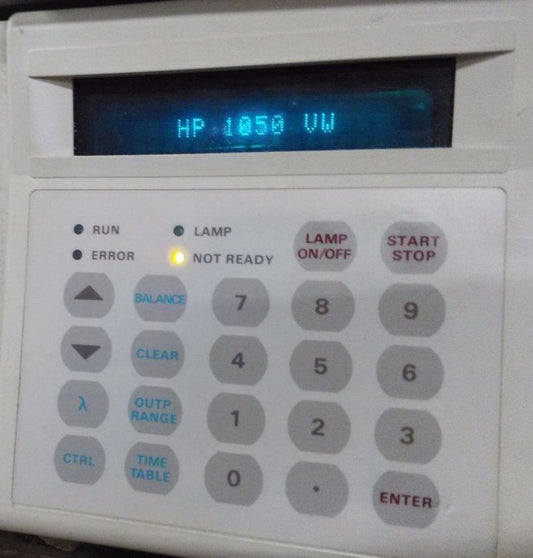 HP 1050 VW
RUN
LAMP
ERROR
NOT READY
LAMP
ON/OFF
START
STOP
BALANCE
7
8
9
CLEAR
4
5
6
λ
OUTP
RANGE
1
2
3
CTRL
TIME
TABLE
0
.
ENTER